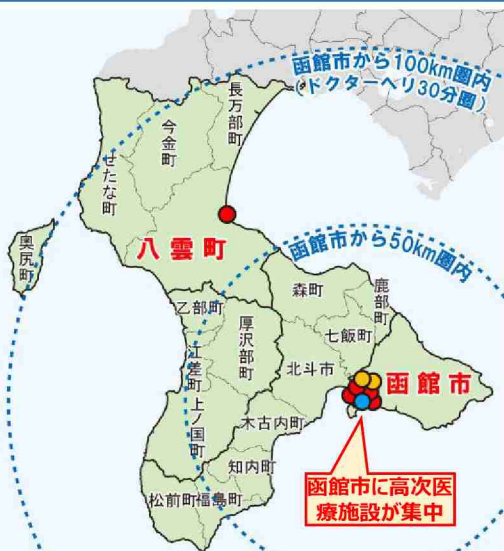 函館市から100km圏内
(ドクターヘリ30分圏)
長万部町
今金町
せたな町
奥尻町
八雲町
函館市から50km圏内
森町
鹿部町
乙部町
厚沢部町
七飯町
江差町
北斗市
函館市
上ノ国町
木古内町
知内町
松前町
福島町
函館市に高次医
療施設が集中